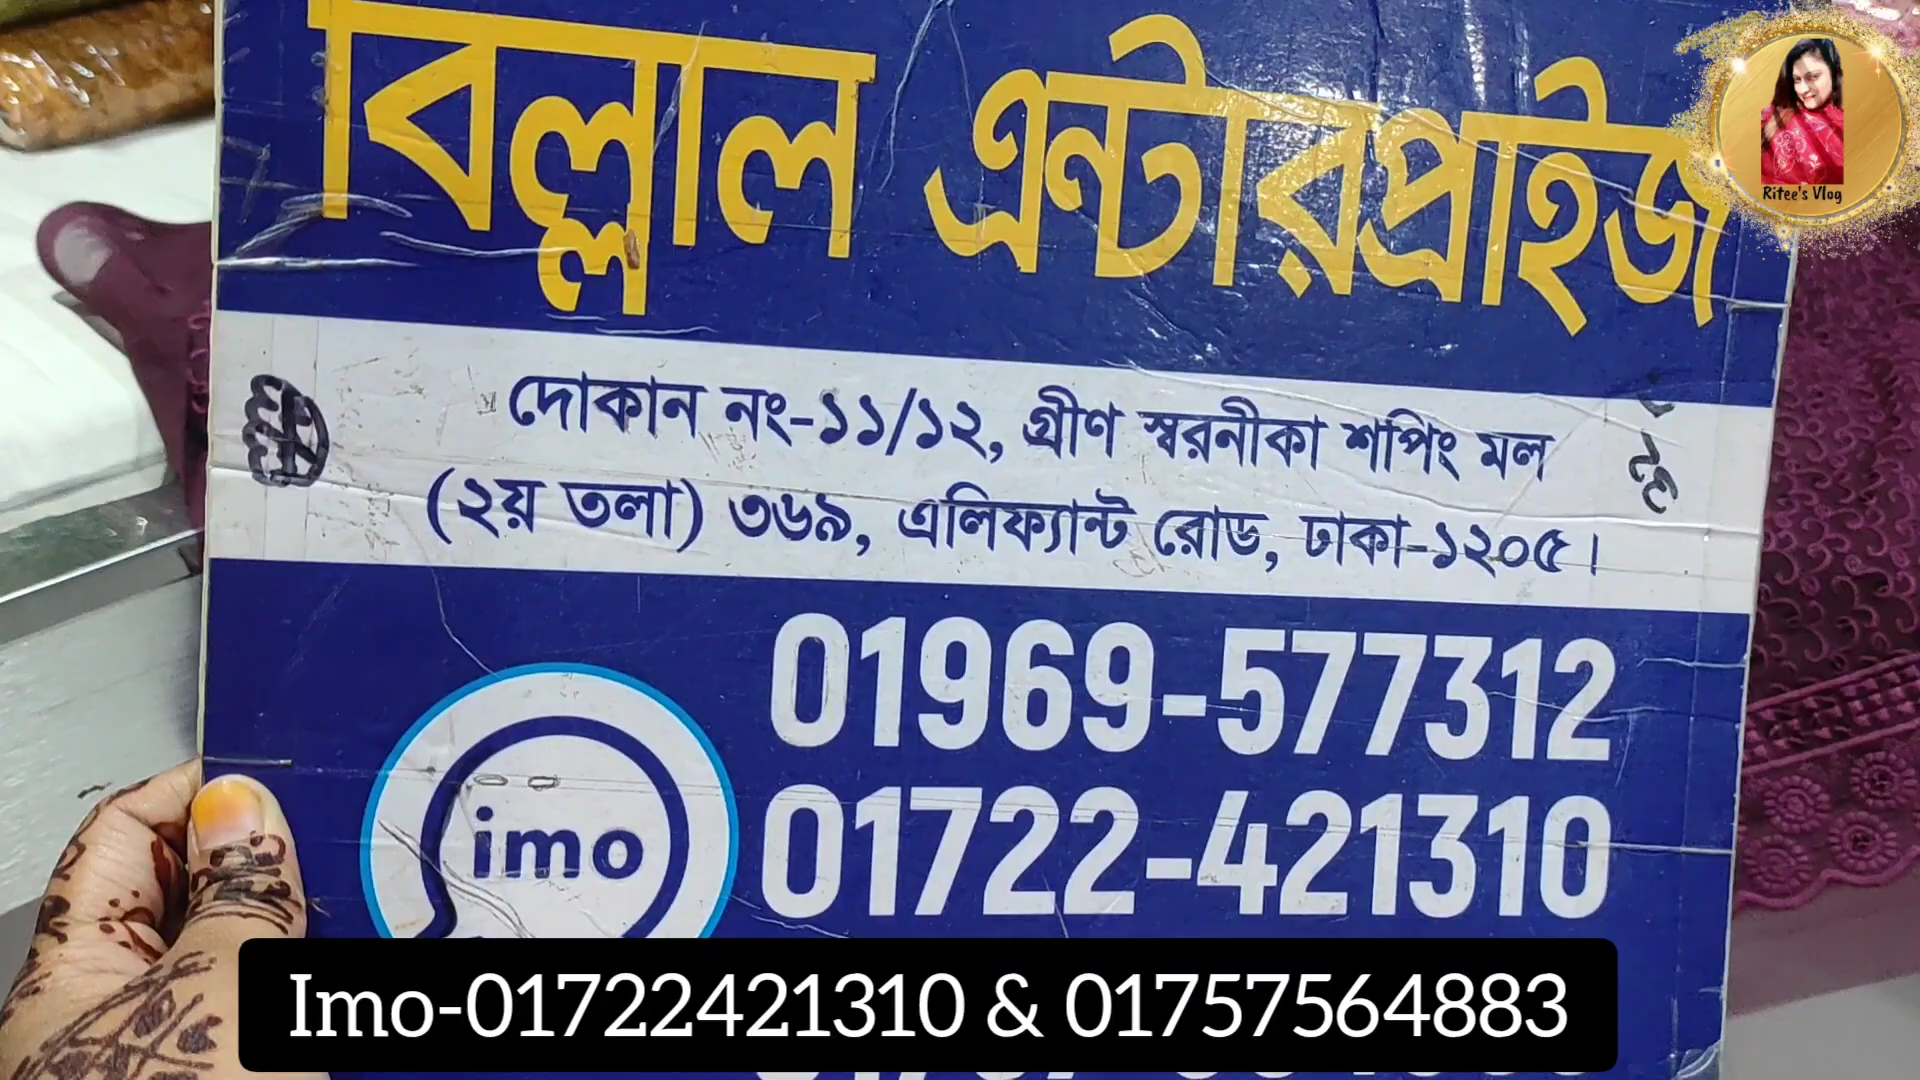 বিল্লাল এন্টারপ্রাইজ
Ritee's Vlog
দোকান নং-১১/১২, গ্রীণ স্বরনীকা শপিং মল
(২য় তলা) ৩৬৯, এলিফ্যান্ট রোড, ঢাকা-১২০৫।
01969-577312
01722-421310
imo
Imo-01722421310 & 01757564883